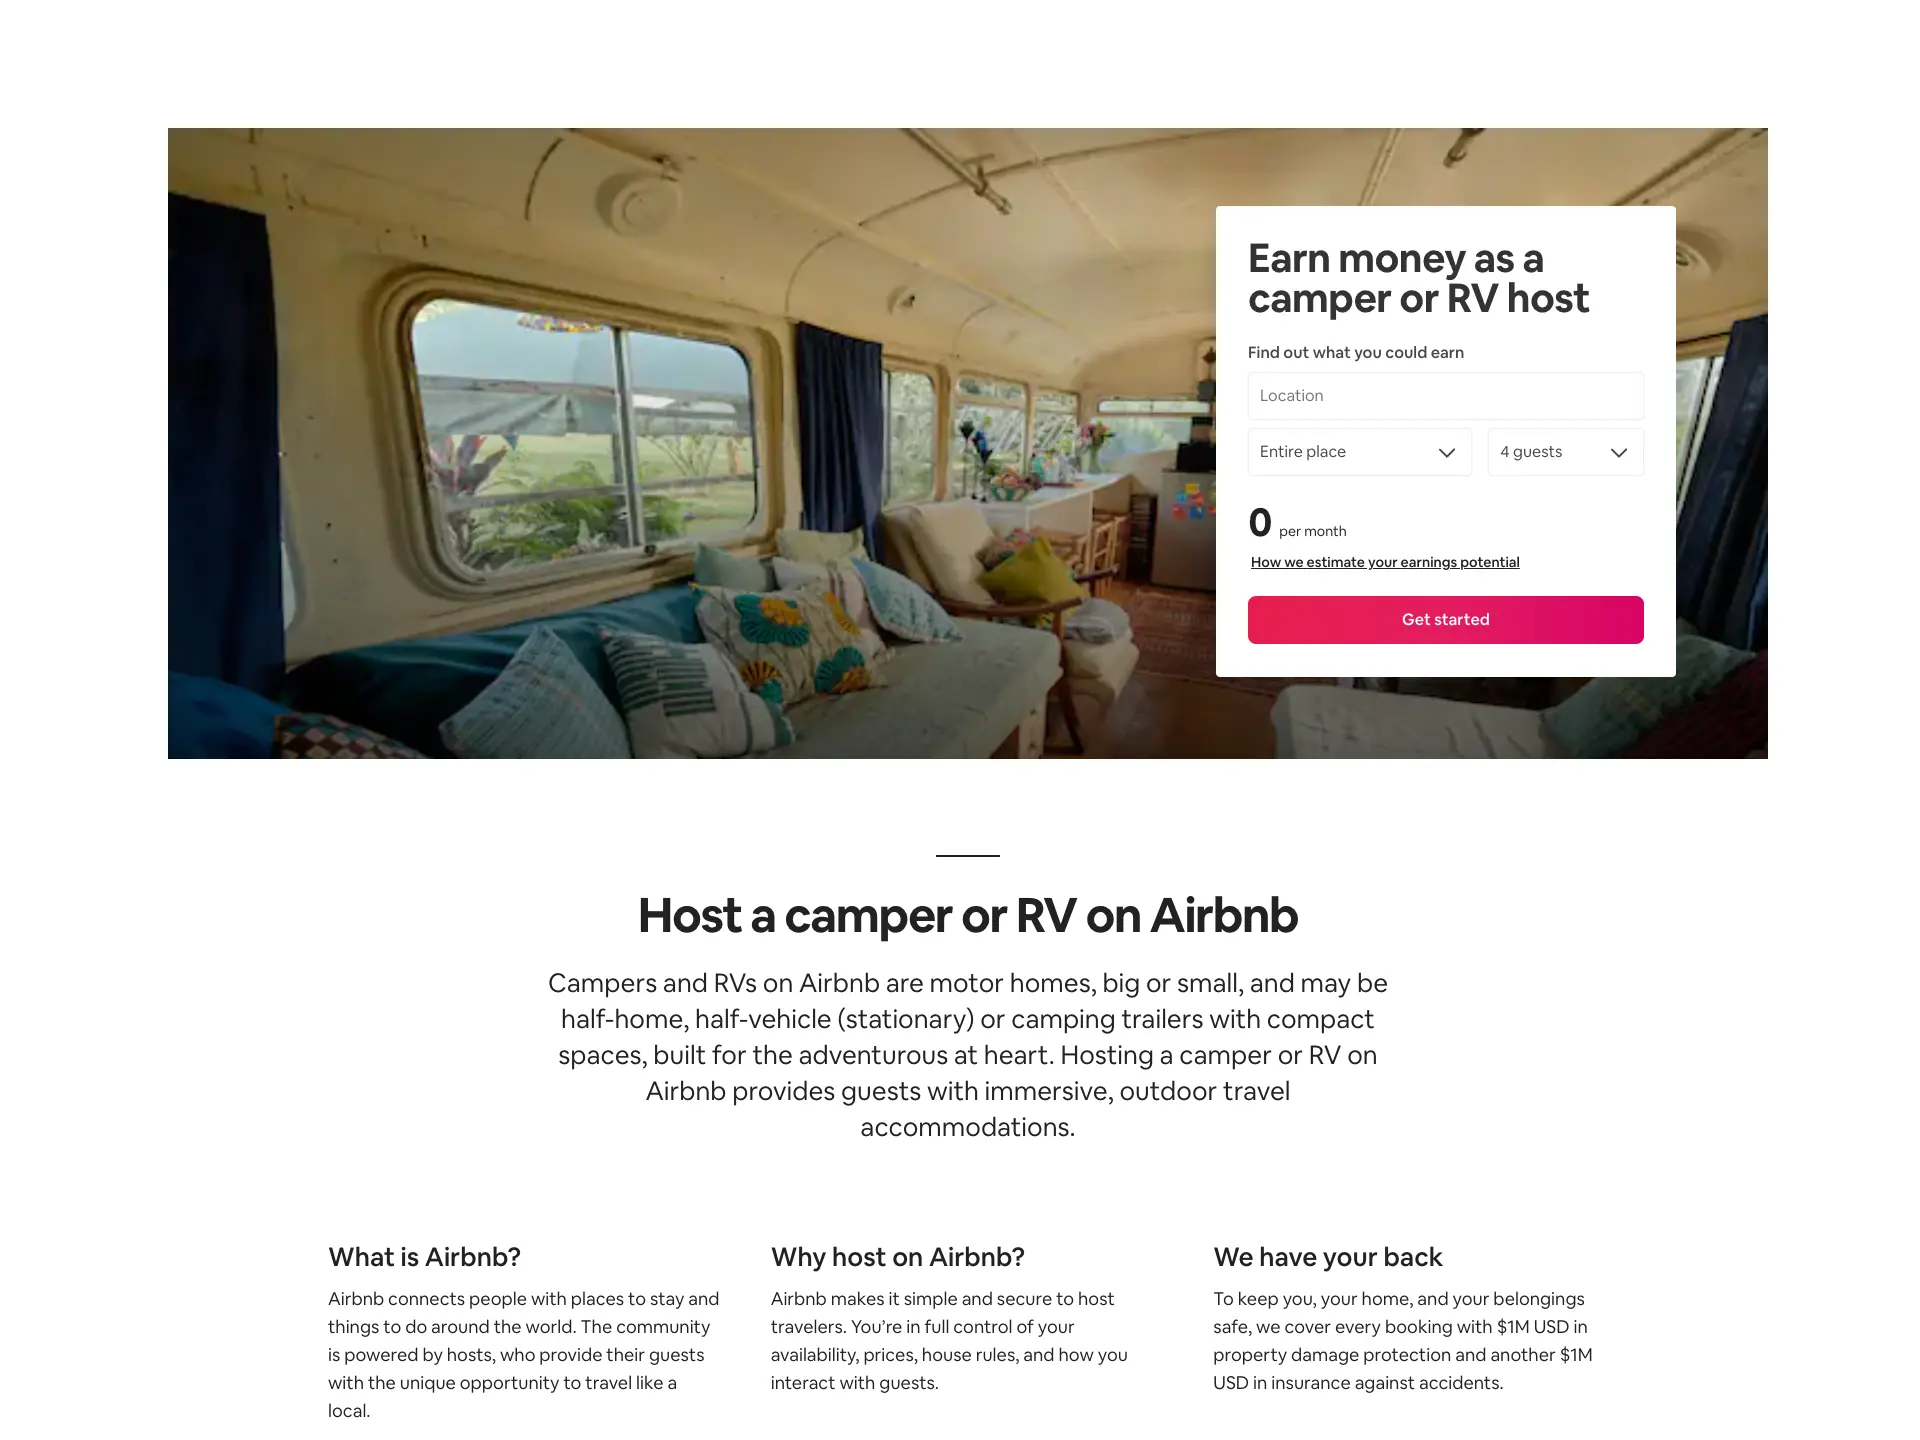 Earn money as a
camper or RV host
Find out what you could earn
Location
Entire place
4 guests
0 per month
How we estimate your earnings potential
Get started
Host a camper or RV on Airbnb
Campers and RVs on Airbnb are motor homes, big or small, and may be
half-home, half-vehicle (stationary) or camping trailers with compact
spaces, built for the adventurous at heart. Hosting a camper or RV on
Airbnb provides guests with immersive, outdoor travel
accommodations.
What is Airbnb?
Airbnb connects people with places to stay and
things to do around the world. The community
is powered by hosts, who provide their guests
with the unique opportunity to travel like a
local.
Why host on Airbnb?
Airbnb makes it simple and secure to host
travelers. You’re in full control of your
availability, prices, house rules, and how you
interact with guests.
We have your back
To keep you, your home, and your belongings
safe, we cover every booking with $1M USD in
property damage protection and another $1M
USD in insurance against accidents.